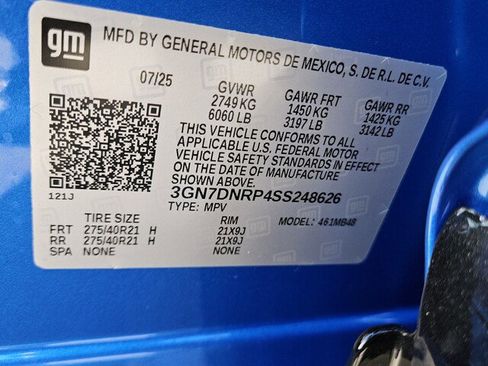 gm
MFD BY GENERAL MOTORS DE MEXICO, S. DE R.L. DE C.V.
07/25 GVWR GAWR FRT GAWR RR
2749 KG 1450 KG 1425 KG
6060 LB 3197 LB 3142 LB
THIS VEHICLE CONFORMS TO ALL
APPLICABLE U.S. FEDERAL MOTOR
VEHICLE SAFETY STANDARDS IN EFFECT
ON THE DATE OF MANUFACTURE
SHOWN ABOVE.
3GN7DNRP4SS248626
121J TYPE: MPV MODEL: 461MB48
TIRE SIZE RIM
FRT 275/40R21 H 21X9J
RR 275/40R21 H 21X9J
SPA NONE NONE